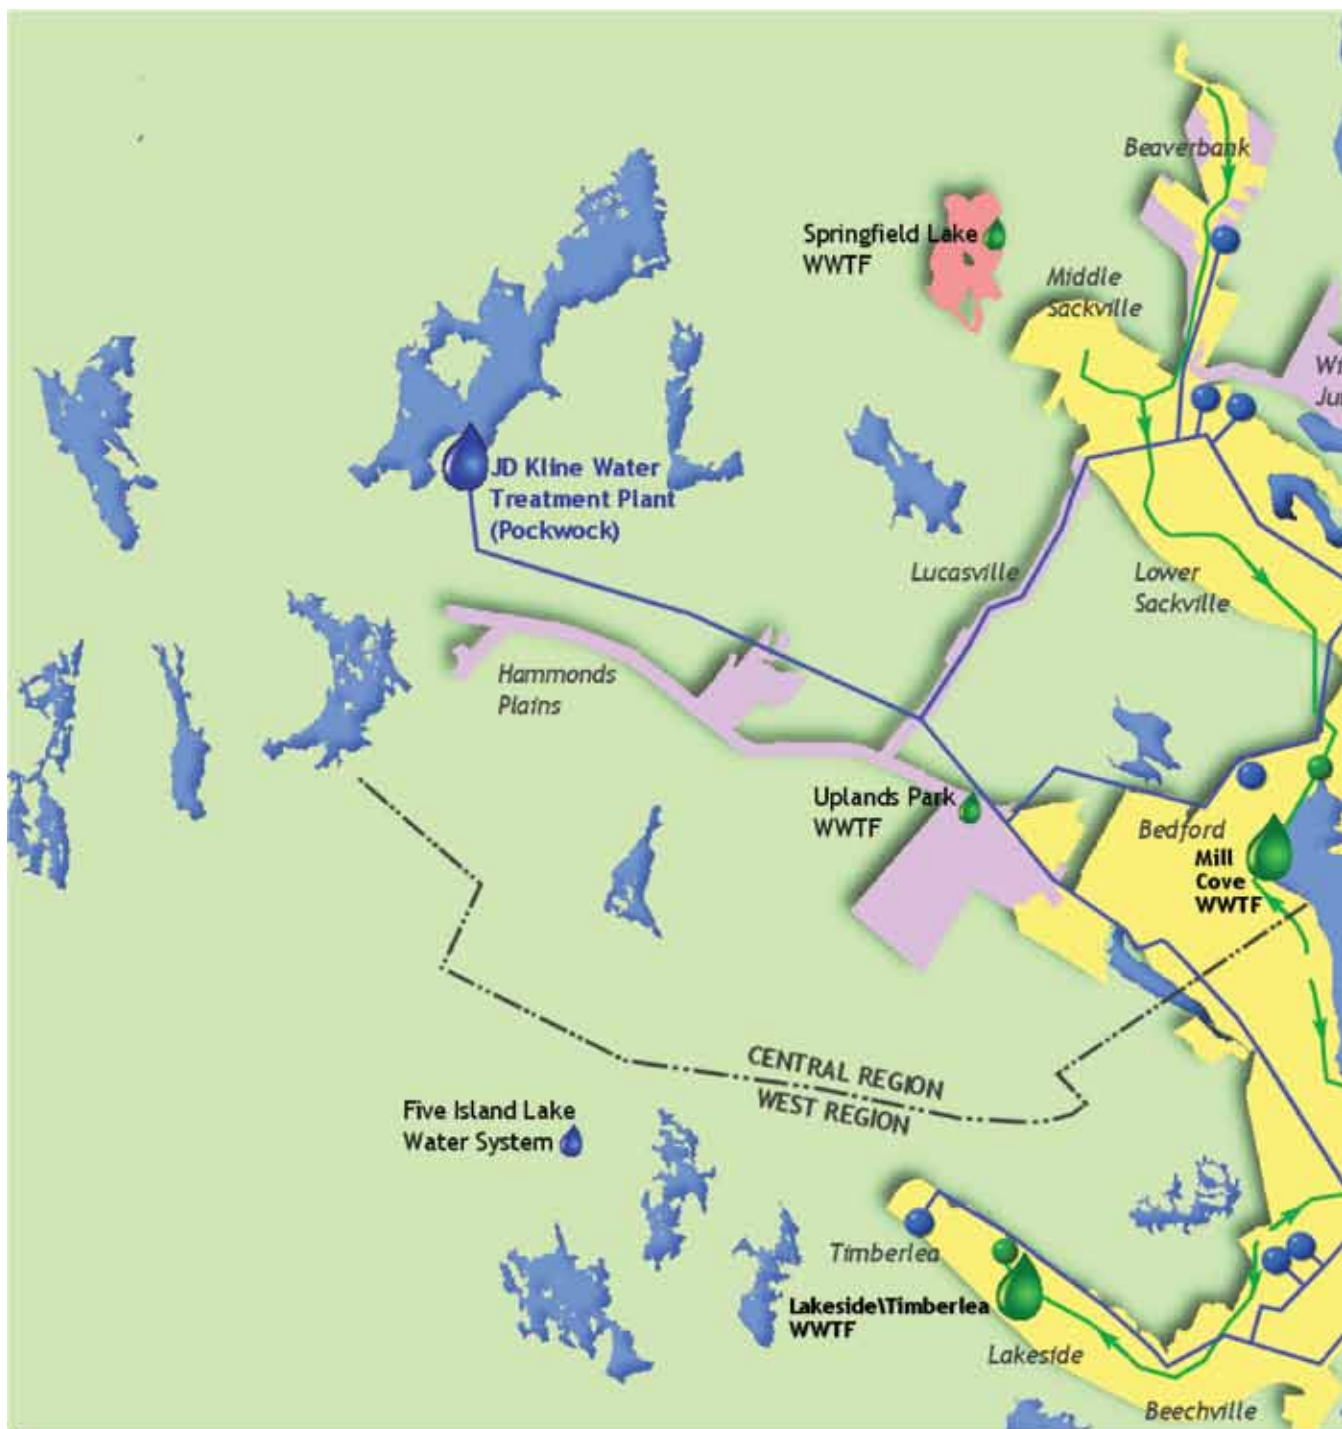 Beaverbank
Springfield Lake
WWTF
Middle
Sackville
JD Kline Water
Treatment Plant
(Pockwock)
Lucasville
Lower
Sackville
Hammonds
Plains
Uplands Park
WWTF
Bedford
Mill
Cove
WWTF
CENTRAL REGION
WEST REGION
Five Island Lake
Water System
Timberlea
Lakeside\Timberlea
WWTF
Lakeside
Beechville